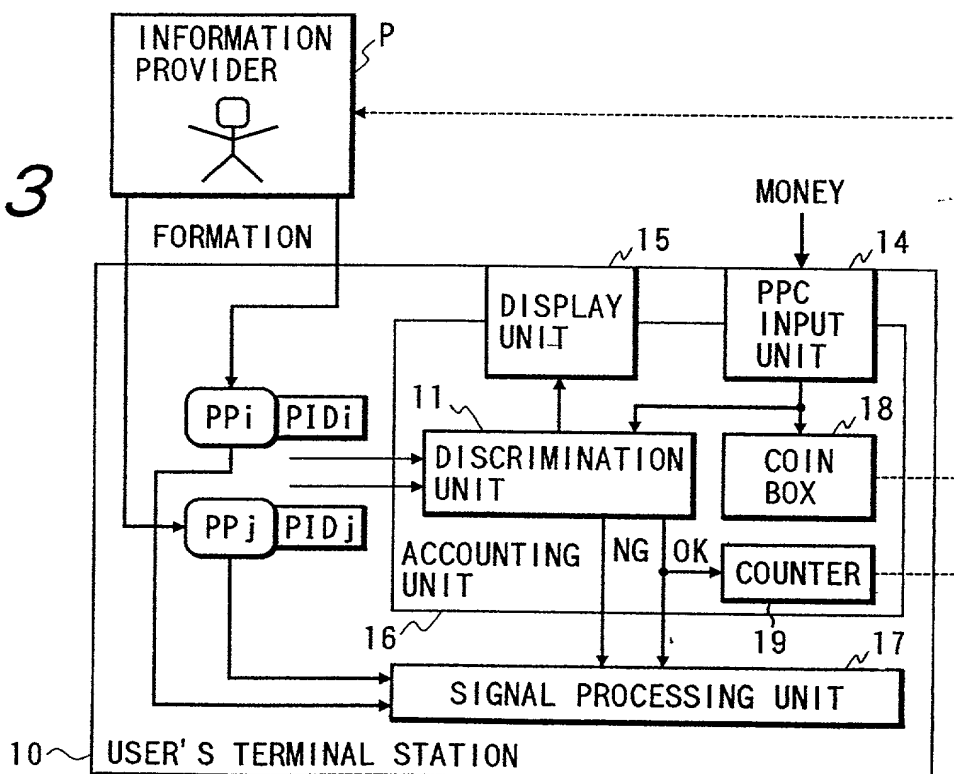 INFORMATION
PROVIDER
P
3
MONEY
FORMATION
15
14
DISPLAY
UNIT
PPC
INPUT
UNIT
11
18
PPi PIDi
DISCRIMINATION
UNIT
COIN
BOX
PPj PIDj
ACCOUNTING
UNIT
NG OK
COUNTER
16
19
17
SIGNAL PROCESSING UNIT
10
USER'S TERMINAL STATION